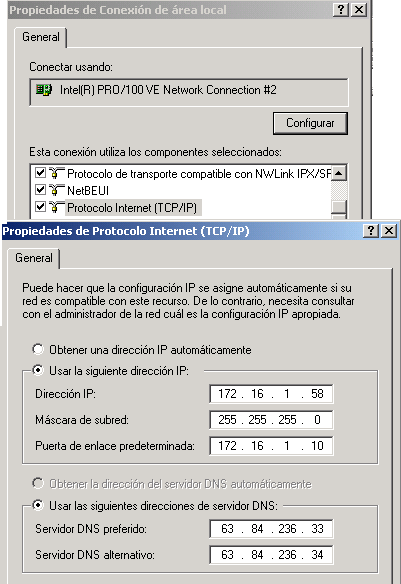 Propiedades de Conexión de área local
General
Conectar usando:
Intel(R) PRO/100 VE Network Connection #2
Configurar
Esta conexión utiliza los componentes seleccionados:
Protocolo de transporte compatible con NWLink IPX/SF
NetBEUI
Protocolo Internet (TCP/IP)
Propiedades de Protocolo Internet (TCP/IP)
General
Puede hacer que la configuración IP se asigne automáticamente si su
red es compatible con este recurso. De lo contrario, necesita consultar
con el administrador de la red cuál es la configuración IP apropiada.
Obtener una dirección IP automáticamente
Usar la siguiente dirección IP:
Dirección IP: 172 . 16 . 1 . 58
Máscara de subred: 255 . 255 . 255 . 0
Puerta de enlace predeterminada: 172 . 16 . 1 . 10
Obtener la dirección del servidor DNS automáticamente
Usar las siguientes direcciones de servidor DNS:
Servidor DNS preferido: 63 . 84 . 236 . 33
Servidor DNS alternativo: 63 . 84 . 236 . 34